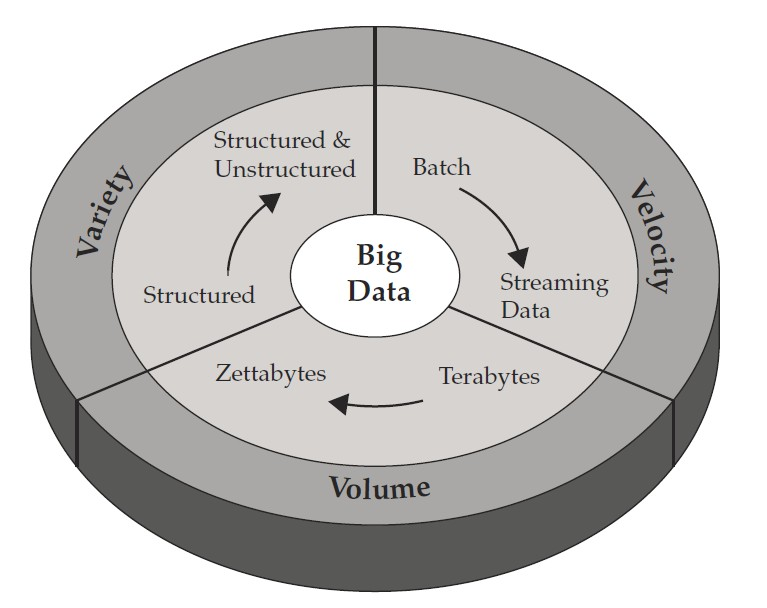 Structured &
Unstructured
Batch
Variety
Velocity
Big
Data
Structured
Streaming
Data
Zettabytes
Terabytes
Volume